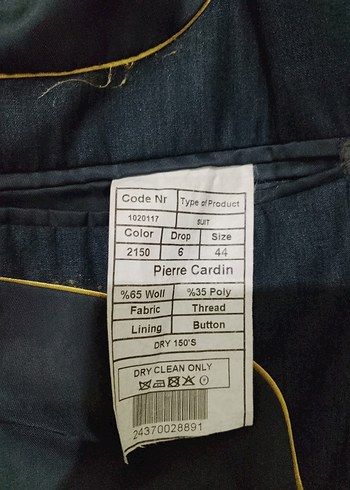 Code Nr Type of Product
1020117 SUIT
Color Drop Size
2150 6 44
Pierre Cardin
%65 Woll %35 Poly
Fabric Thread
Lining Button
DRY 150'S
DRY CLEAN ONLY
24370028891